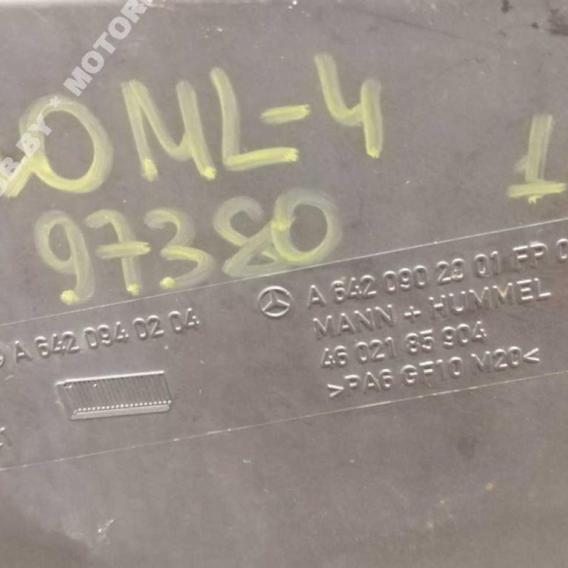 OML-4
1
97380
A 642 090 29 01 FP
MANN + HUMMEL
46 021 85 904
>PA6 GF10 M20<
A 642 094 02 04